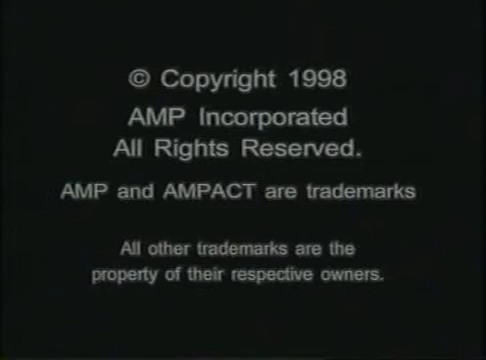 © Copyright 1998
AMP Incorporated
All Rights Reserved.
AMP and AMPACT are trademarks
All other trademarks are the
property of their respective owners.